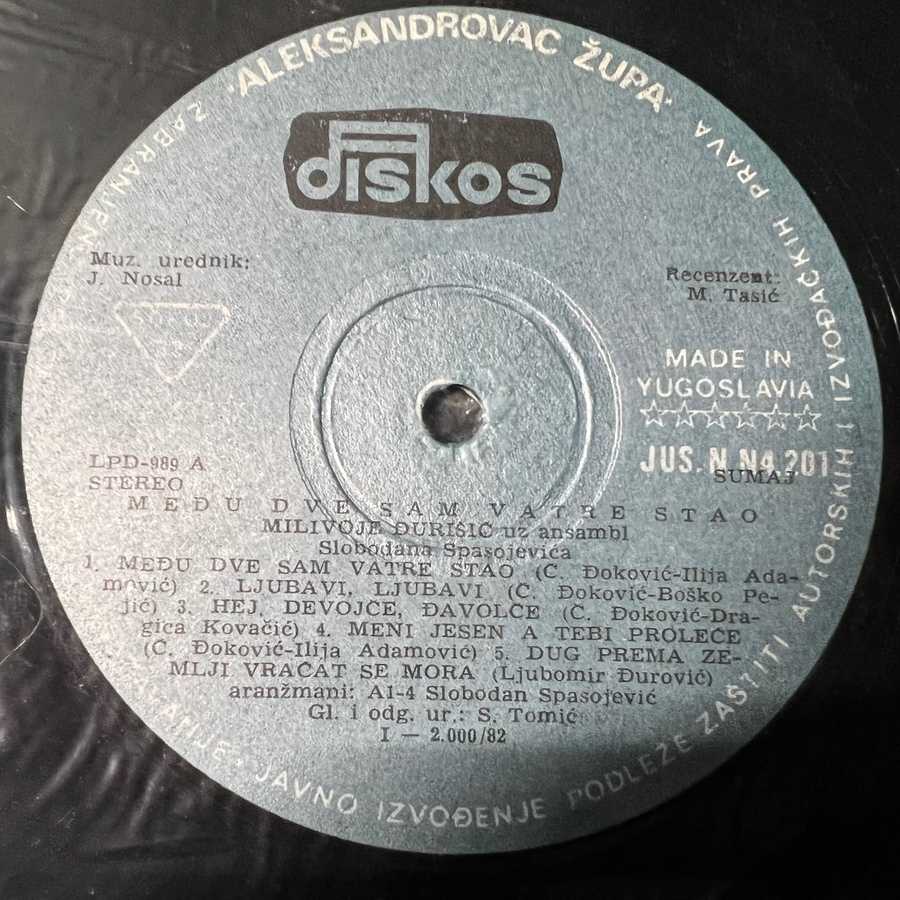 "ALEKSANDROVAC ŽUPA"
diskos
Muz. urednik:
J. Nosal
Recenzent:
M. Tasić
MADE IN
YUGOSLAVIA
☆☆☆☆☆☆
JUS. N. N4.201
LPD-989 A
STEREO
SUMAJ
MEĐU DVE SAM VATRE STAO
MILIVOJE ĐURIŠIĆ uz ansambl
Slobodana Spasojevića
1. MEĐU DVE SAM VATRE STAO (C. Đoković-Ilija Ada-
mović) 2. LJUBAVI, LJUBAVI (C. Đoković-Boško Pe-
jić) 3. HEJ, DEVOJČE, ĐAVOLČE (C. Đoković-Dra-
gica Kovačić) 4. MENI JESEN A TEBI PROLEĆE
(C. Đoković-Ilija Adamović) 5. DUG PREMA ZE-
MLJI VRAĆAT SE MORA (Ljubomir Đurović)
aranžmani: A1-4 Slobodan Spasojević
Gl. i odg. ur.: S. Tomić
I — 2.000/82
JAVNO IZVOĐENJE PODLEŽE ZAŠTITI AUTORSKIH I IZVOĐAČKIH PRAVA